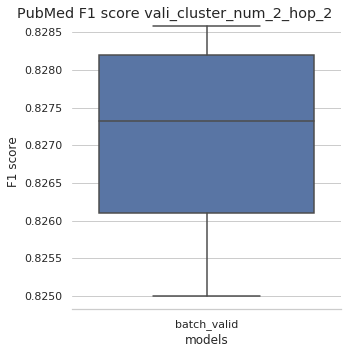 PubMed F1 score vali_cluster_num_2_hop_2
0.8285
0.8280
0.8275
0.8270
0.8265
0.8260
0.8255
0.8250
F1 score
batch_valid
models